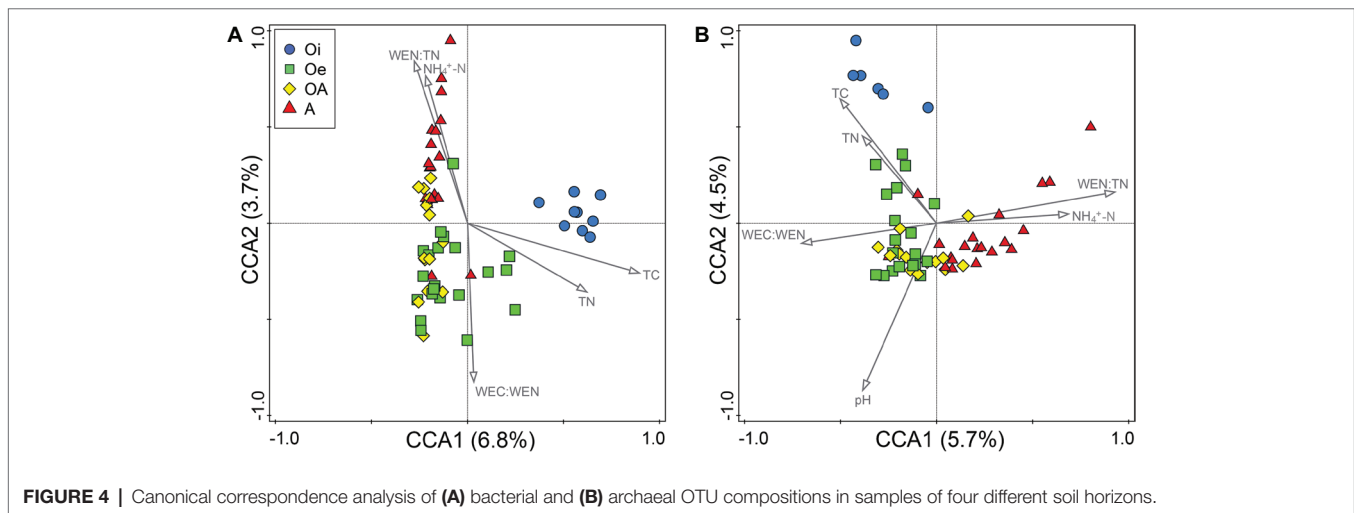 A
1.0
Oi
Oe
OA
A
WEN:TN
NH₄⁺-N
TC
TN
WEC:WEN
CCA2 (3.7%)
-1.0
-1.0
CCA1 (6.8%)
1.0
B
1.0
TC
TN
WEN:TN
NH₄⁺-N
WEC:WEN
pH
CCA2 (4.5%)
-1.0
-1.0
CCA1 (5.7%)
1.0
FIGURE 4 | Canonical correspondence analysis of (A) bacterial and (B) archaeal OTU compositions in samples of four different soil horizons.